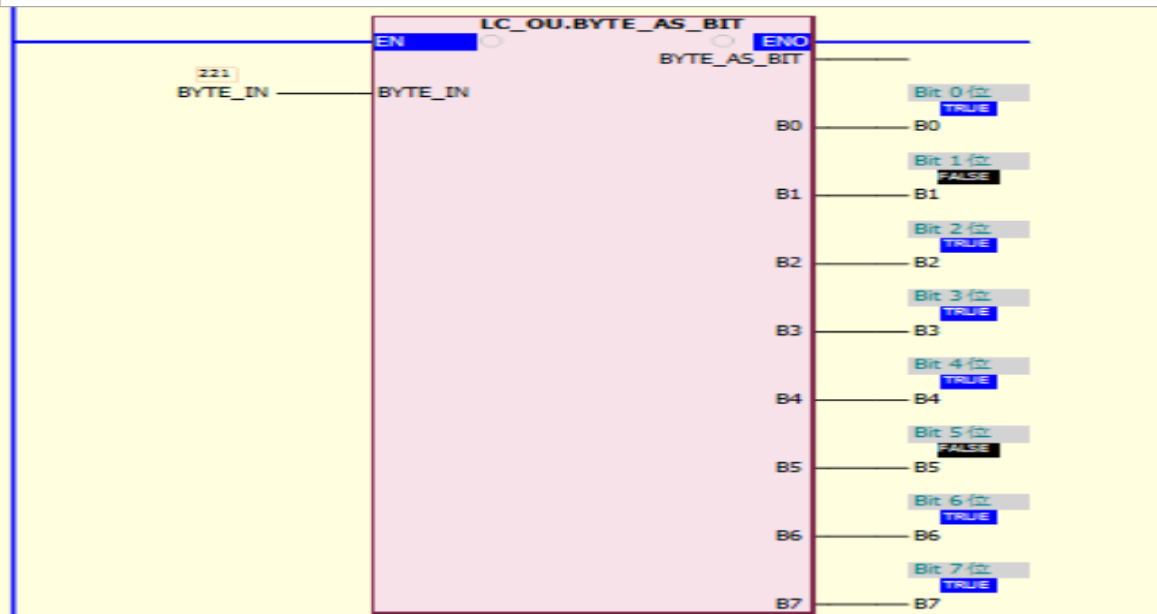 LC_OU.BYTE_AS_BIT
EN
ENO
BYTE_AS_BIT
221
BYTE_IN
BYTE_IN
Bit 0 位
TRUE
B0
B0
Bit 1 位
FALSE
B1
B1
Bit 2 位
TRUE
B2
B2
Bit 3 位
TRUE
B3
B3
Bit 4 位
TRUE
B4
B4
Bit 5 位
FALSE
B5
B5
Bit 6 位
TRUE
B6
B6
Bit 7 位
TRUE
B7
B7